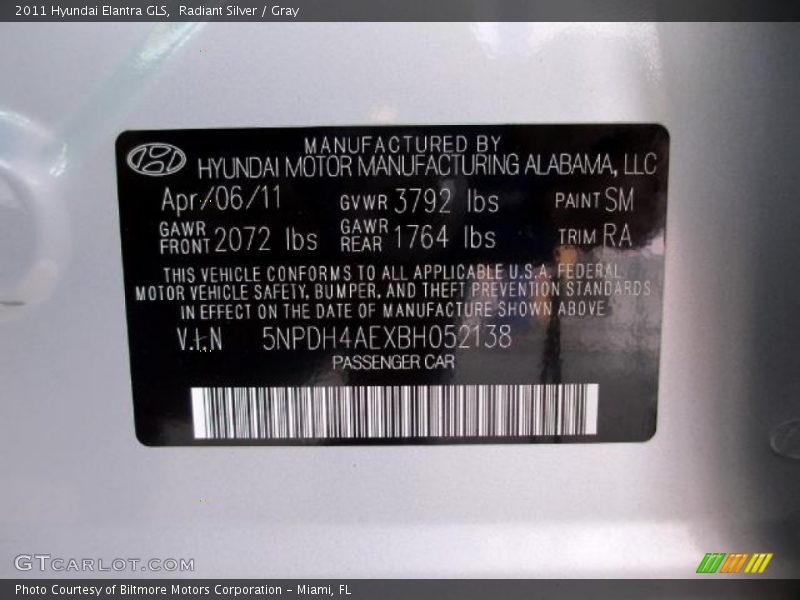 2011 Hyundai Elantra GLS, Radiant Silver / Gray
MANUFACTURED BY
HYUNDAI MOTOR MANUFACTURING ALABAMA, LLC
Apr/06/11 GVWR 3792 lbs PAINT SM
GAWR FRONT 2072 lbs GAWR REAR 1764 lbs TRIM RA
THIS VEHICLE CONFORMS TO ALL APPLICABLE U.S.A. FEDERAL
MOTOR VEHICLE SAFETY, BUMPER, AND THEFT PREVENTION STANDARDS
IN EFFECT ON THE DATE OF MANUFACTURE SHOWN ABOVE
V.I.N 5NPDH4AEXBH052138
PASSENGER CAR
GTCARLOT.COM
Photo Courtesy of Biltmore Motors Corporation - Miami, FL